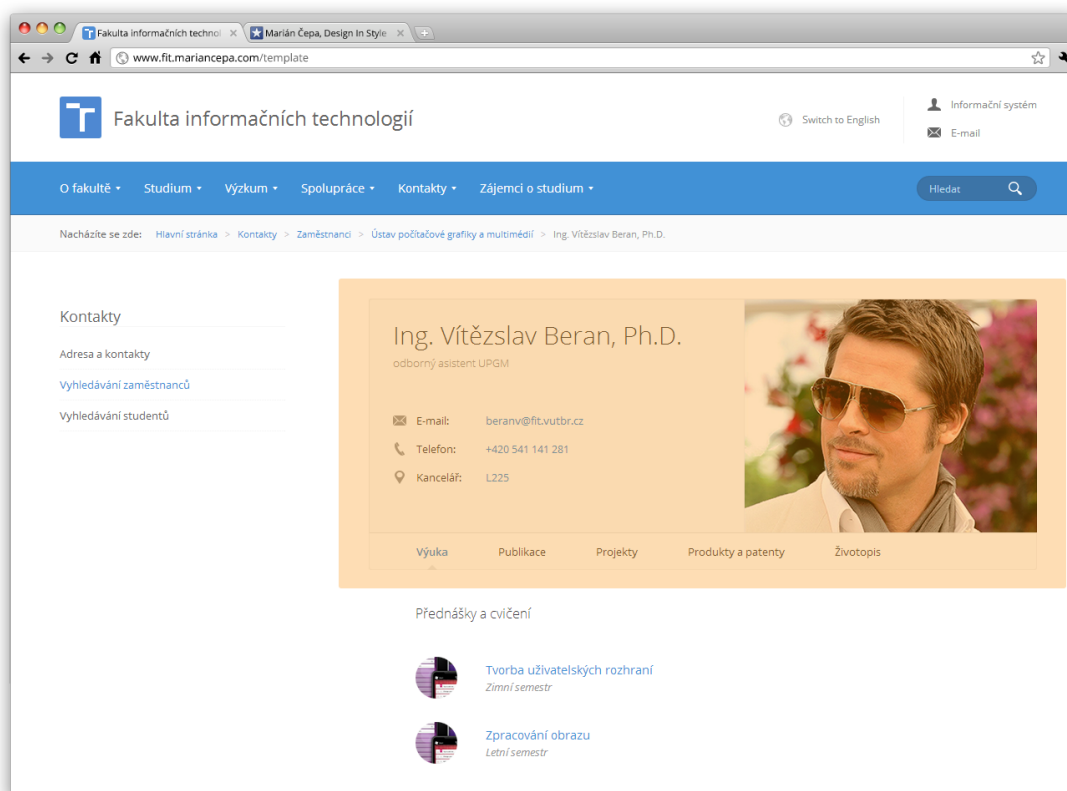 Fakulta informačních technol
Marián Čepa, Design In Style
www.fit.mariancepa.com/template
Fakulta informačních technologií
Switch to English
Informační systém
E-mail
O fakultě Studium Výzkum Spolupráce Kontakty Zájemci o studium Hledat
Nacházíte se zde: Hlavní stránka > Kontakty > Zaměstnanci > Ústav počítačové grafiky a multimédií > Ing. Vítězslav Beran, Ph.D.
Kontakty
Adresa a kontakty
Vyhledávání zaměstnanců
Vyhledávání studentů
Ing. Vítězslav Beran, Ph.D.
odborný asistent UPGM
E-mail: beranv@fit.vutbr.cz
Telefon: +420 541 141 281
Kancelář: L225
Výuka Publikace Projekty Produkty a patenty Životopis
Přednášky a cvičení
Tvorba uživatelských rozhraní
Zimní semestr
Zpracování obrazu
Letní semestr